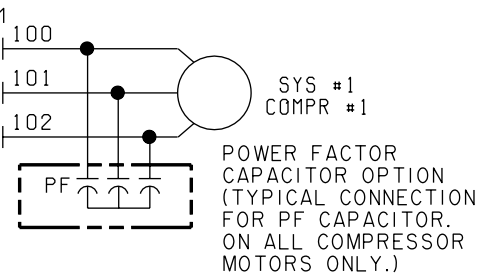 100
101
102
SYS #1
COMPR #1
PF
POWER FACTOR
CAPACITOR OPTION
(TYPICAL CONNECTION
FOR PF CAPACITOR.
ON ALL COMPRESSOR
MOTORS ONLY.)